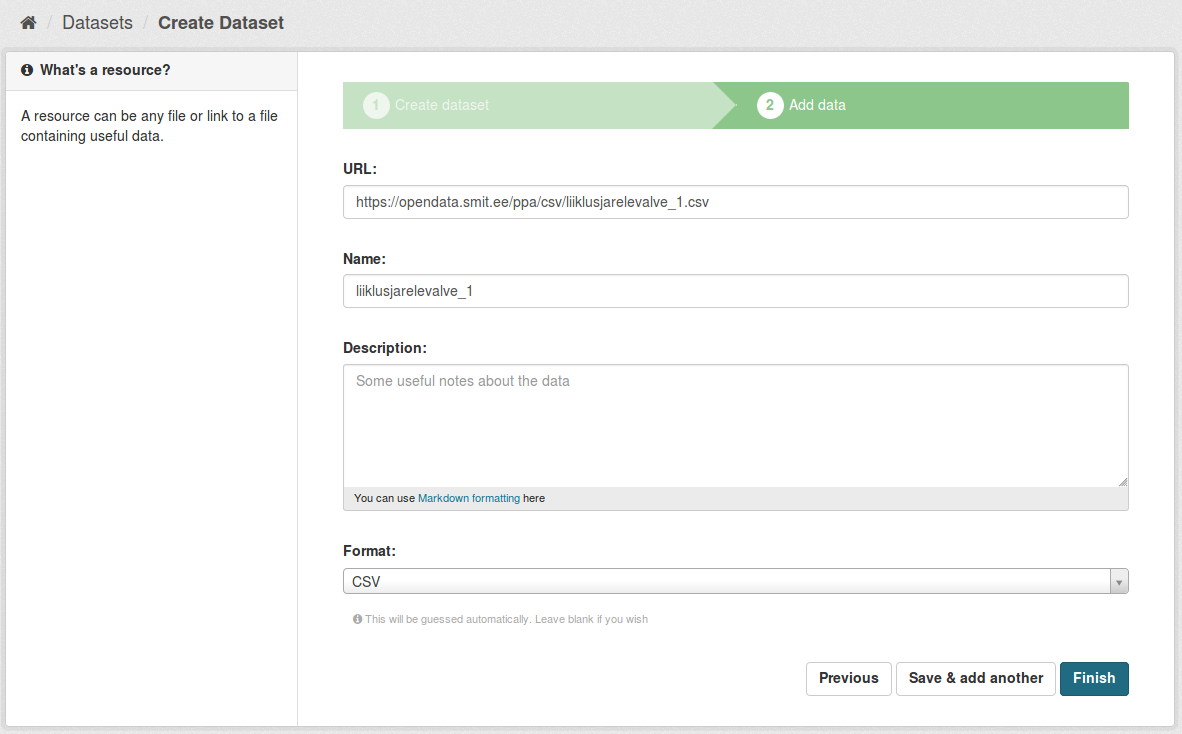 / Datasets / Create Dataset
What's a resource?
A resource can be any file or link to a file
containing useful data.
1 Create dataset
2 Add data
URL:
https://opendata.smit.ee/ppa/csv/liiklusjarelevalve_1.csv
Name:
liiklusjarelevalve_1
Description:
Some useful notes about the data
You can use Markdown formatting here
Format:
CSV
This will be guessed automatically. Leave blank if you wish
Previous
Save & add another
Finish